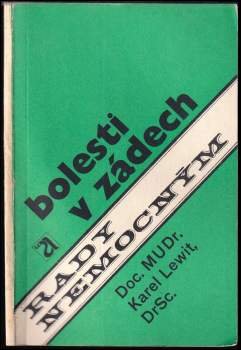 bolesti
v zádech
RADY
NEMOCNÝM
Doc. MUDr.
Karel Lewit,
DrSc.